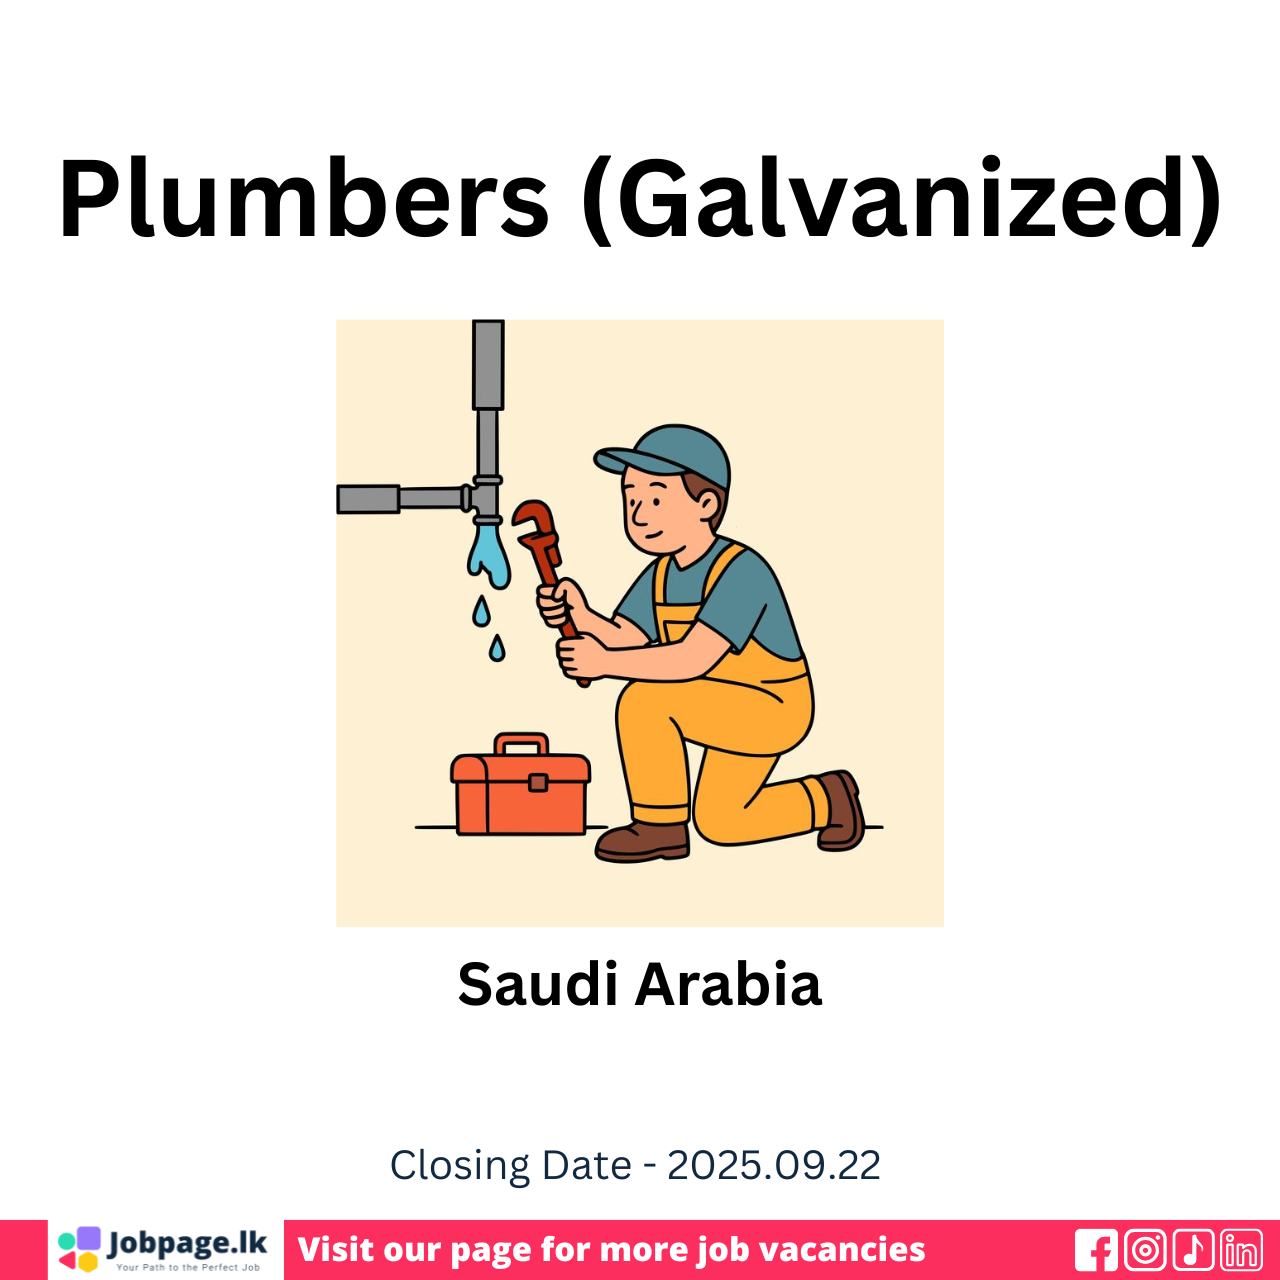 Plumbers (Galvanized)
Saudi Arabia
Closing Date - 2025.09.22
Jobpage.lk
Your Path to the Perfect Job
Visit our page for more job vacancies
in